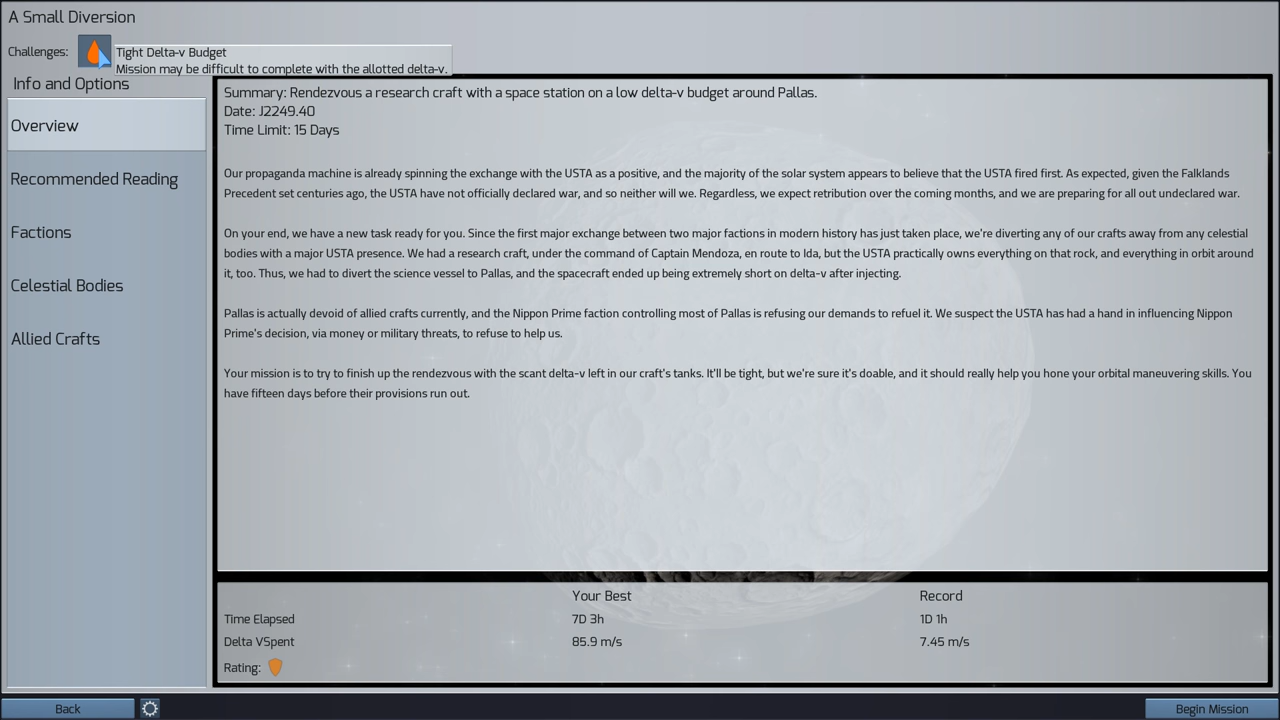 A Small Diversion
Challenges:
Tight Delta-v Budget
Mission may be difficult to complete with the allotted delta-v.
Info and Options
Overview
Recommended Reading
Factions
Celestial Bodies
Allied Crafts
Summary: Rendezvous a research craft with a space station on a low delta-v budget around Pallas.
Date: J2249.40
Time Limit: 15 Days
Our propaganda machine is already spinning the exchange with the USTA as a positive, and the majority of the solar system appears to believe that the USTA fired first. As expected, given the Falklands
Precedent set centuries ago, the USTA have not officially declared war, and so neither will we. Regardless, we expect retribution over the coming months, and we are preparing for all out undeclared war.
On your end, we have a new task ready for you. Since the first major exchange between two major factions in modern history has just taken place, we're diverting any of our crafts away from any celestial
bodies with a major USTA presence. We had a research craft, under the command of Captain Mendoza, en route to Ida, but the USTA practically owns everything on that rock, and everything in orbit around
it, too. Thus, we had to divert the science vessel to Pallas, and the spacecraft ended up being extremely short on delta-v after injecting.
Pallas is actually devoid of allied crafts currently, and the Nippon Prime faction controlling most of Pallas is refusing our demands to refuel it. We suspect the USTA has had a hand in influencing Nippon
Prime's decision, via money or military threats, to refuse to help us.
Your mission is to try to finish up the rendezvous with the scant delta-v left in our craft's tanks. It'll be tight, but we're sure it's doable, and it should really help you hone your orbital maneuvering skills. You
have fifteen days before their provisions run out.
Your Best Record
Time Elapsed 7D 3h 1D 1h
Delta VSpent 85.9 m/s 7.45 m/s
Rating:
Back
Begin Mission